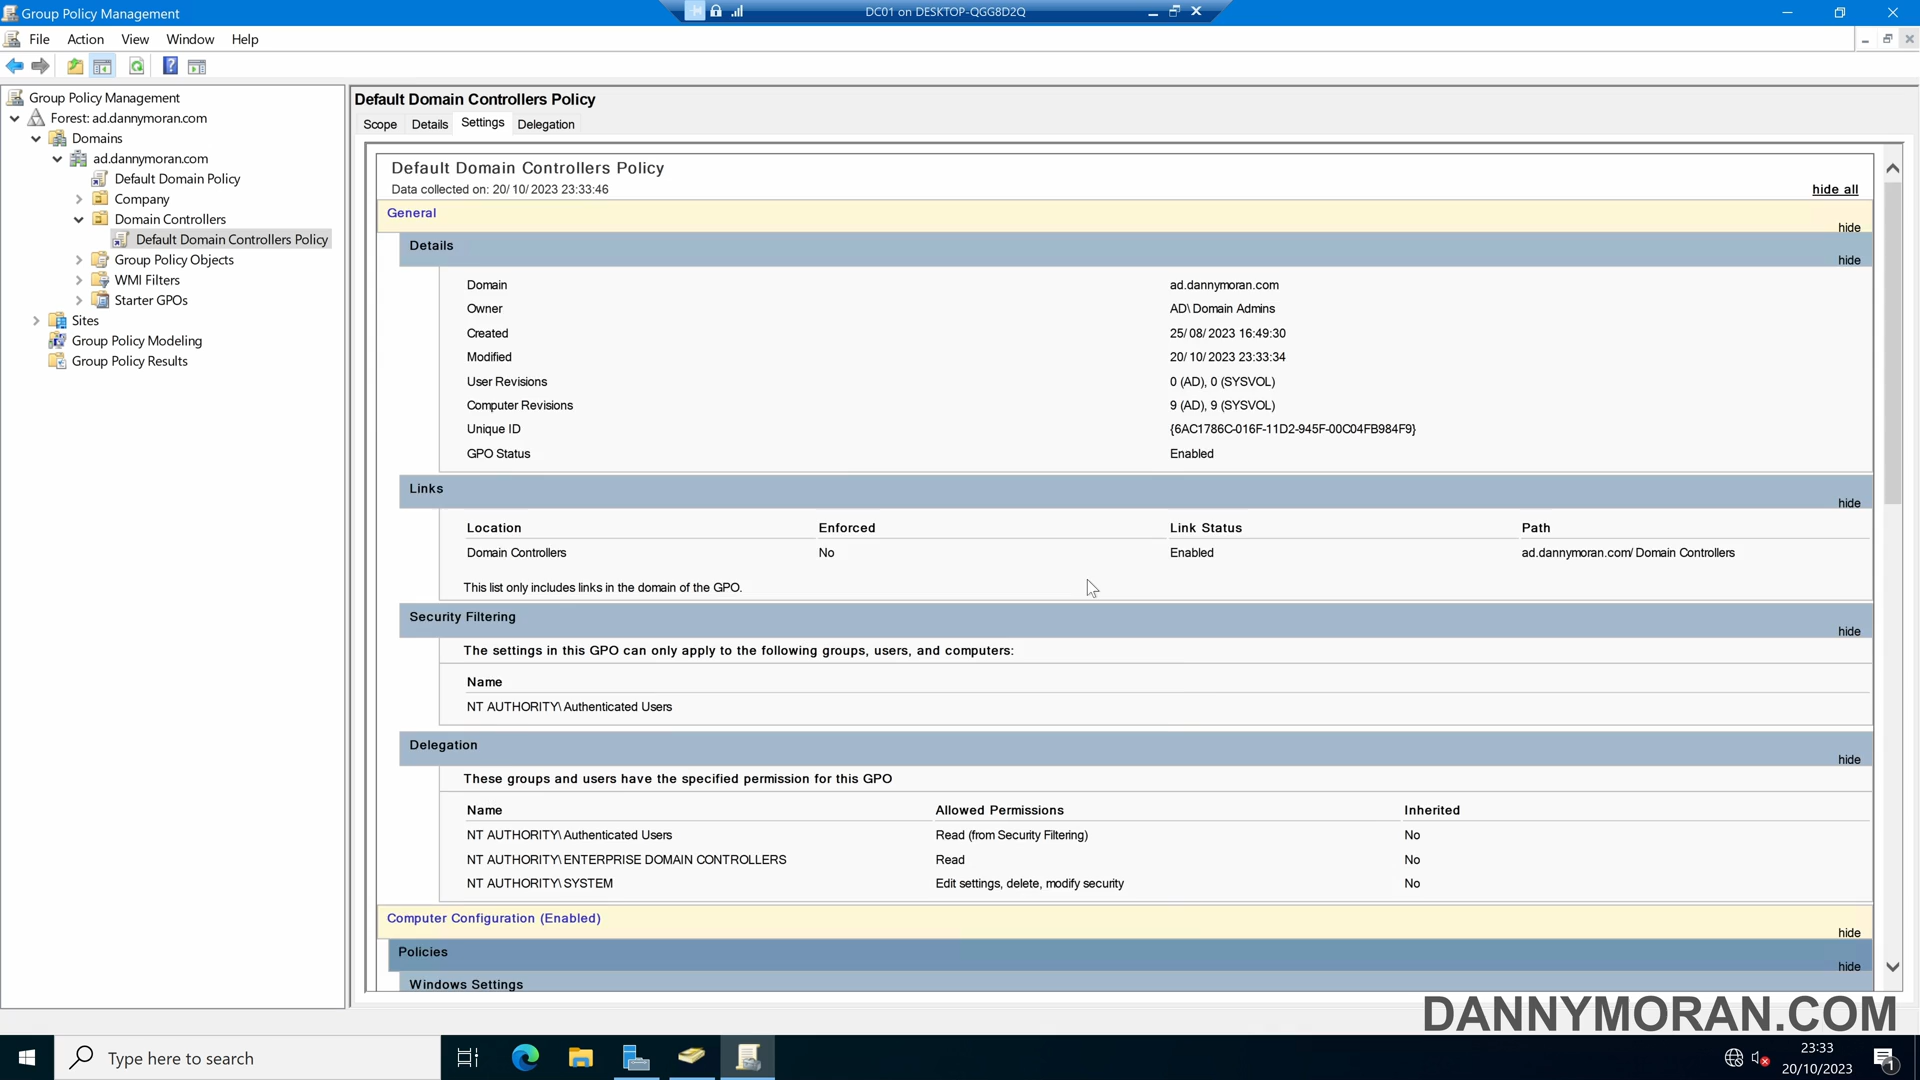 Group Policy Management
DC01 on DESKTOP-QGG8D2Q
File Action View Window Help
Group Policy Management
Forest: ad.dannymoran.com
Domains
ad.dannymoran.com
Default Domain Policy
Company
Domain Controllers
Default Domain Controllers Policy
Group Policy Objects
WMI Filters
Starter GPOs
Sites
Group Policy Modeling
Group Policy Results
Default Domain Controllers Policy
Scope Details Settings Delegation
Default Domain Controllers Policy
Data collected on: 20/10/2023 23:33:46 hide all
General hide
Details hide
Domain ad.dannymoran.com
Owner AD\Domain Admins
Created 25/08/2023 16:49:30
Modified 20/10/2023 23:33:34
User Revisions 0 (AD), 0 (SYSVOL)
Computer Revisions 9 (AD), 9 (SYSVOL)
Unique ID {6AC1786C-016F-11D2-945F-00C04FB984F9}
GPO Status Enabled
Links hide
Location Enforced Link Status Path
Domain Controllers No Enabled ad.dannymoran.com/Domain Controllers
This list only includes links in the domain of the GPO.
Security Filtering hide
The settings in this GPO can only apply to the following groups, users, and computers:
Name
NT AUTHORITY\Authenticated Users
Delegation hide
These groups and users have the specified permission for this GPO
Name Allowed Permissions Inherited
NT AUTHORITY\Authenticated Users Read (from Security Filtering) No
NT AUTHORITY\ENTERPRISE DOMAIN CONTROLLERS Read No
NT AUTHORITY\SYSTEM Edit settings, delete, modify security No
Computer Configuration (Enabled) hide
Policies hide
Windows Settings
DANNYMORAN.COM
Type here to search
23:33
20/10/2023
1